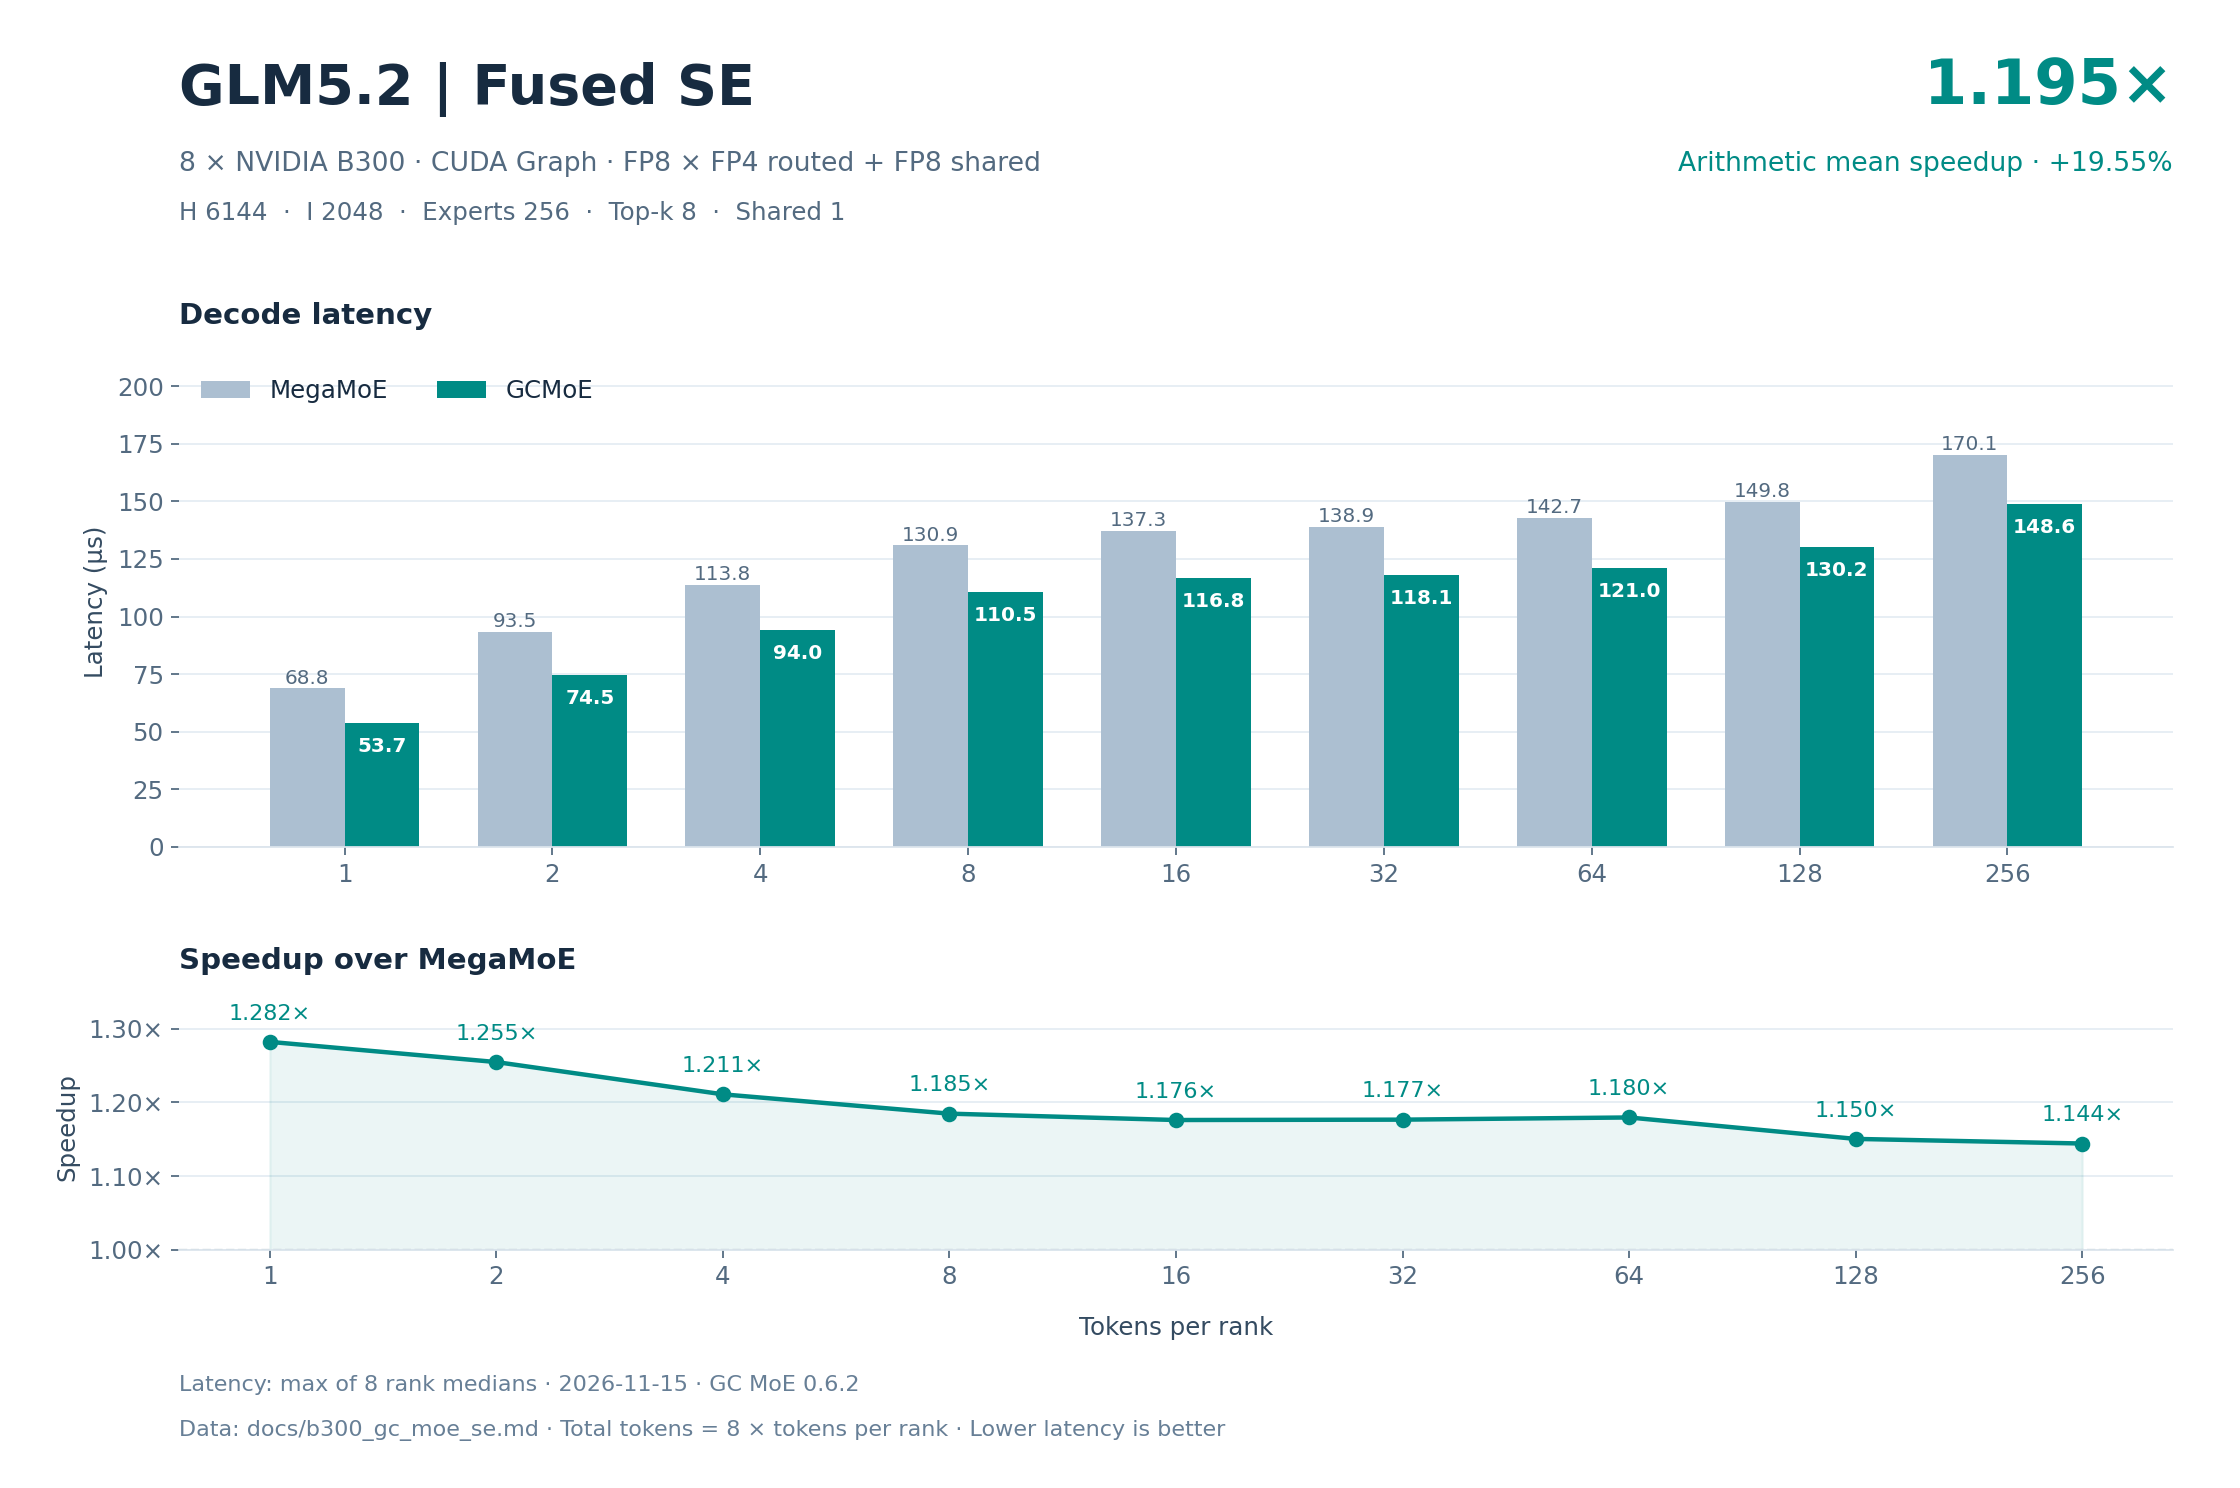 GLM5.2 | Fused SE
1.195×
8 × NVIDIA B300 · CUDA Graph · FP8 × FP4 routed + FP8 shared
Arithmetic mean speedup · +19.55%
H 6144 · I 2048 · Experts 256 · Top-k 8 · Shared 1
Decode latency
MegaMoE
GCMoE
Latency (µs)
200
175
150
125
100
75
50
25
0
68.8
53.7
93.5
74.5
113.8
94.0
130.9
110.5
137.3
116.8
138.9
118.1
142.7
121.0
149.8
130.2
170.1
148.6
1 2 4 8 16 32 64 128 256
Speedup over MegaMoE
Speedup
1.30×
1.20×
1.10×
1.00×
1.282×
1.255×
1.211×
1.185×
1.176×
1.177×
1.180×
1.150×
1.144×
1 2 4 8 16 32 64 128 256
Tokens per rank
Latency: max of 8 rank medians · 2026-11-15 · GC MoE 0.6.2
Data: docs/b300_gc_moe_se.md · Total tokens = 8 × tokens per rank · Lower latency is better